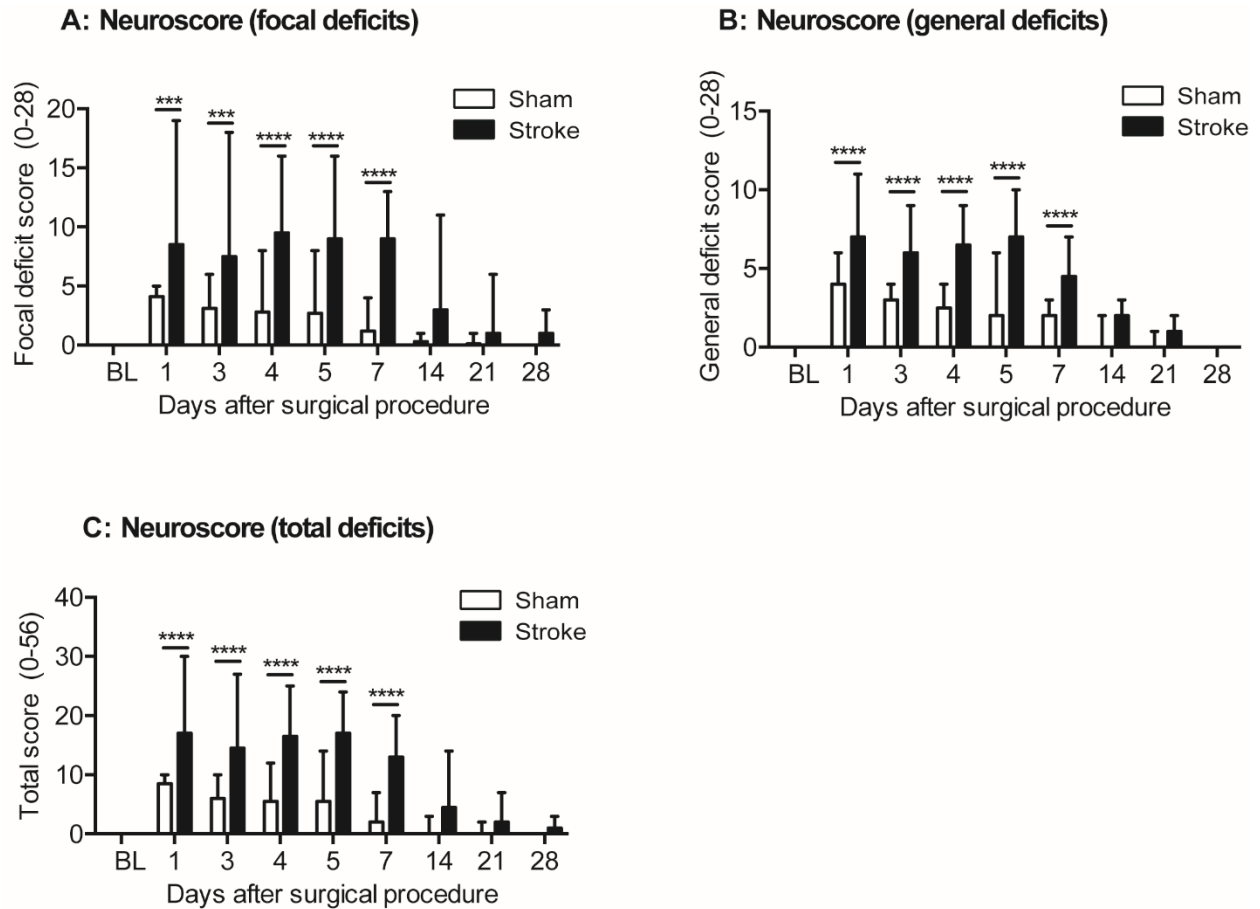 A: Neuroscore (focal deficits)
Focal deficit score (0-28)
20
15
10
5
0
*** *** **** **** ****
Sham
Stroke
BL 1 3 4 5 7 14 21 28
Days after surgical procedure
B: Neuroscore (general deficits)
General deficit score (0-28)
15
10
5
0
**** **** **** **** ****
Sham
Stroke
BL 1 3 4 5 7 14 21 28
Days after surgical procedure
C: Neuroscore (total deficits)
Total score (0-56)
40
30
20
10
0
**** **** **** **** ****
Sham
Stroke
BL 1 3 4 5 7 14 21 28
Days after surgical procedure